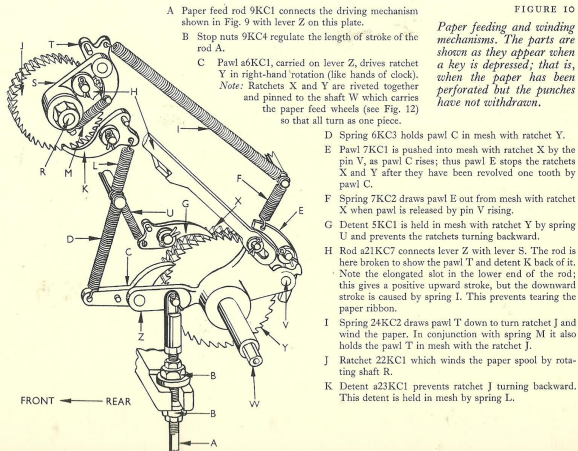 A Paper feed rod 9KC1 connects the driving mechanism
shown in Fig. 9 with lever Z on this plate.
B Stop nuts 9KC4 regulate the length of stroke of the
rod A.
C Pawl a6KC1, carried on lever Z, drives ratchet
Y in right-hand rotation (like hands of clock).
Note: Ratchets X and Y are riveted together
and pinned to the shaft W which carries
the paper feed wheels (see Fig. 12)
so that all turn as one piece.
FIGURE 10
Paper feeding and winding
mechanisms. The parts are
shown as they appear when
a key is depressed; that is,
when the paper has been
perforated but the punches
have not withdrawn.
D Spring 6KC3 holds pawl C in mesh with ratchet Y.
E Pawl 7KC1 is pushed into mesh with ratchet X by the
pin V, as pawl C rises; thus pawl E stops the ratchets
X and Y after they have been revolved one tooth by
pawl C.
F Spring 7KC2 draws pawl E out from mesh with ratchet
X when pawl is released by pin V rising.
G Detent 5KC1 is held in mesh with ratchet Y by spring
U and prevents the ratchets turning backward.
H Rod a21KC7 connects lever Z with lever S. The rod is
here broken to show the pawl T and detent K back of it.
Note the elongated slot in the lower end of the rod;
this gives a positive upward stroke, but the downward
stroke is caused by spring I. This prevents tearing the
paper ribbon.
I Spring 24KC2 draws pawl T down to turn ratchet J and
wind the paper. In conjunction with spring M it also
holds the pawl T in mesh with the ratchet J.
J Ratchet 22KC1 which winds the paper spool by rota-
ting shaft R.
K Detent a23KC1 prevents ratchet J turning backward.
This detent is held in mesh by spring L.
J
T
S
H
I
R
M
K
L
F
E
X
G
U
D
C
Z
V
Y
W
B
B
A
FRONT
REAR